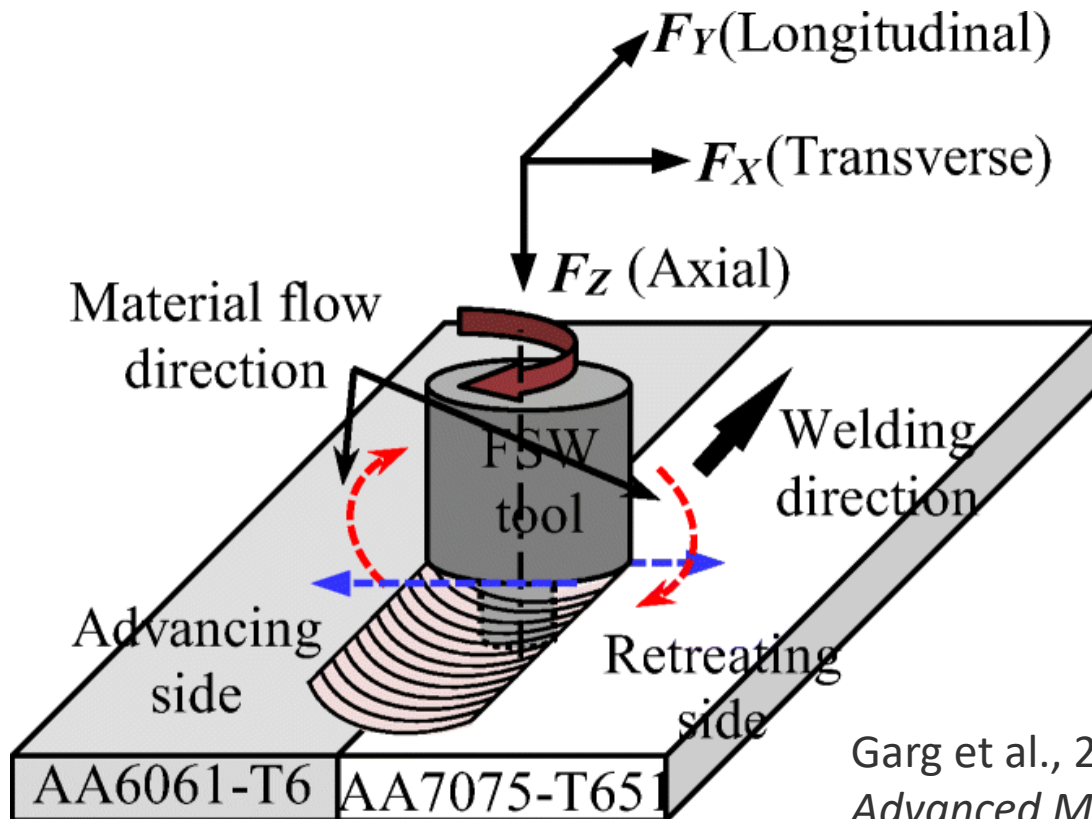 FY (Longitudinal)
FX (Transverse)
FZ (Axial)
Material flow
direction
FSW
tool
Welding
direction
Advancing
side
Retreating
side
AA6061-T6
AA7075-T651
Garg et al., 2
Advanced M